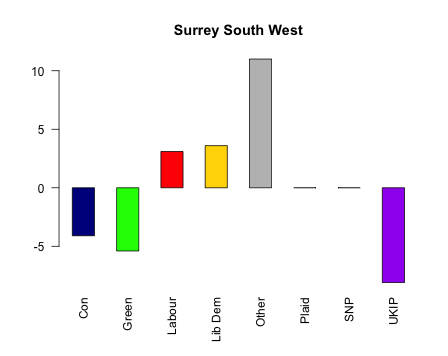 Surrey South West
10
5
0
-5
Con
Green
Labour
Lib Dem
Other
Plaid
SNP
UKIP